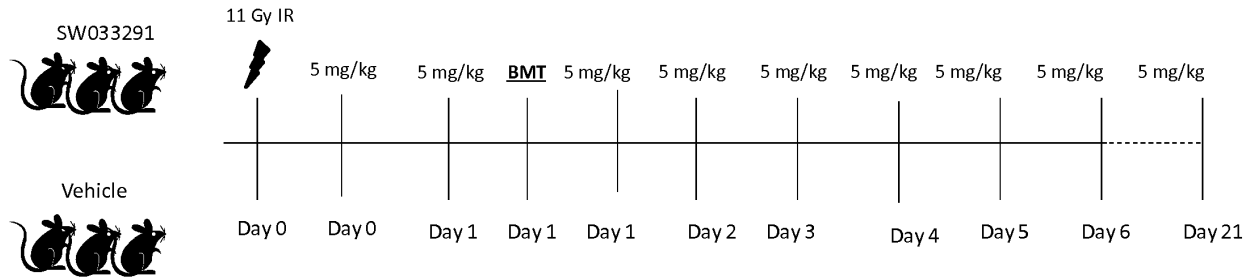 SW033291
11 Gy IR
5 mg/kg 5 mg/kg BMT 5 mg/kg 5 mg/kg 5 mg/kg 5 mg/kg 5 mg/kg 5 mg/kg 5 mg/kg
Vehicle
Day 0 Day 0 Day 1 Day 1 Day 1 Day 2 Day 3 Day 4 Day 5 Day 6 Day 21